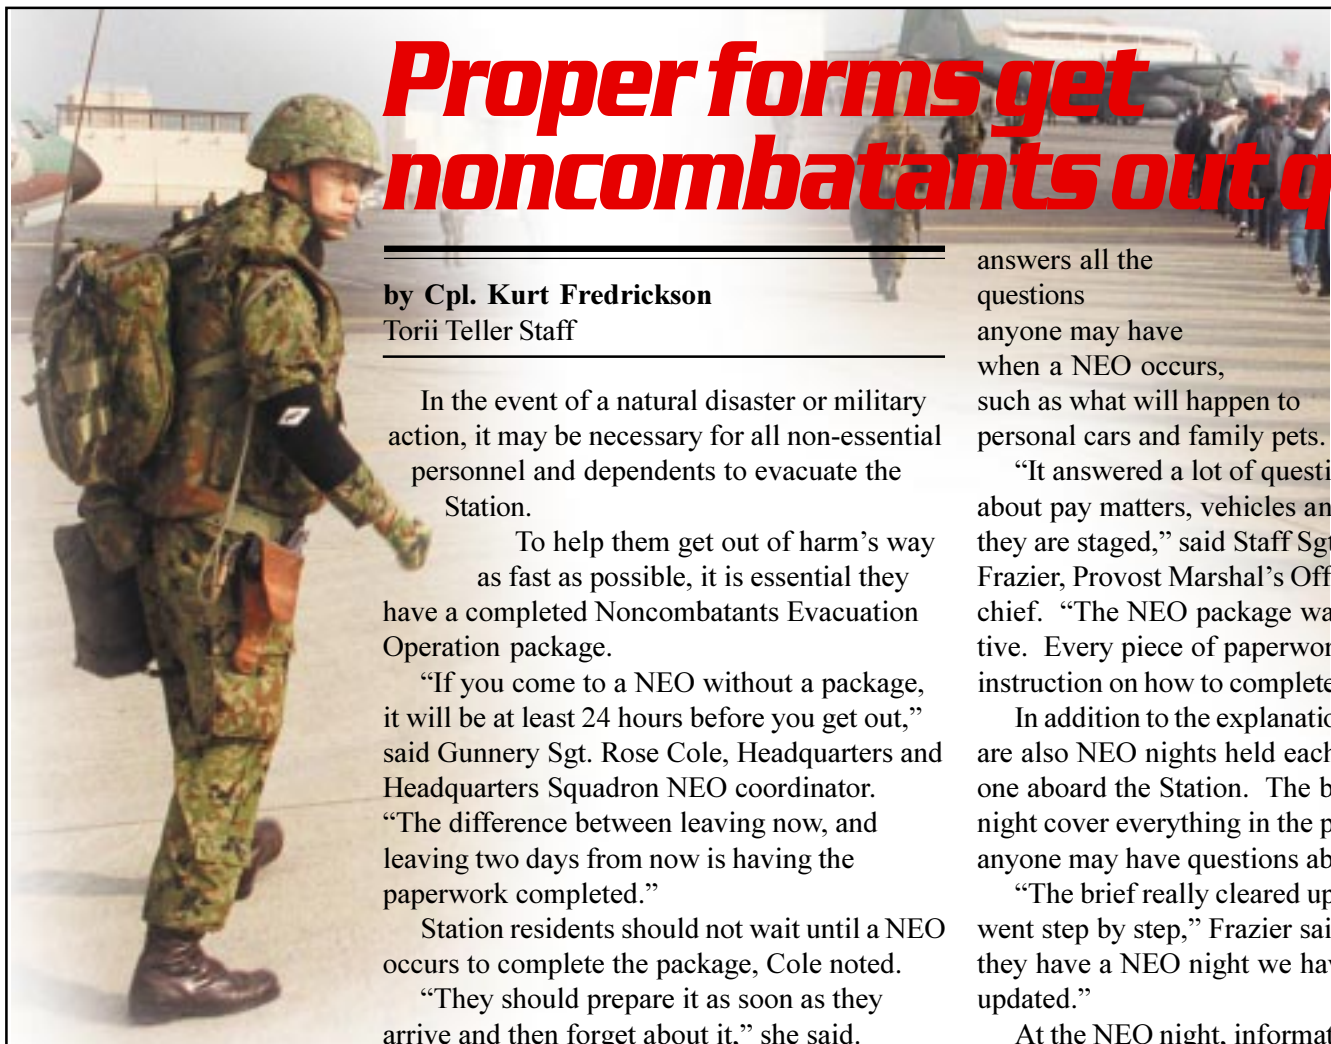 Proper forms get
noncombatants out
by Cpl. Kurt Fredrickson
Torii Teller Staff
In the event of a natural disaster or military
action, it may be necessary for all non-essential
personnel and dependents to evacuate the
Station.
To help them get out of harm’s way
as fast as possible, it is essential they
have a completed Noncombatants Evacuation
Operation package.
“If you come to a NEO without a package,
it will be at least 24 hours before you get out,”
said Gunnery Sgt. Rose Cole, Headquarters and
Headquarters Squadron NEO coordinator.
“The difference between leaving now, and
leaving two days from now is having the
paperwork completed.”
Station residents should not wait until a NEO
occurs to complete the package, Cole noted.
“They should prepare it as soon as they
arrive and then forget about it,” she said.
answers all the
questions
anyone may have
when a NEO occurs,
such as what will happen to
personal cars and family pets.
“It answered a lot of
about pay matters, vehicles
they are staged,” said Staff Sgt
Frazier, Provost Marshal’s
chief.  “The NEO package
tive.  Every piece of
instruction on how to complete
In addition to the
are also NEO nights held each
one aboard the Station.  The
night cover everything in the
anyone may have questions
“The brief really cleared up
went step by step,” Frazier
they have a NEO night we
updated.”
At the NEO night,